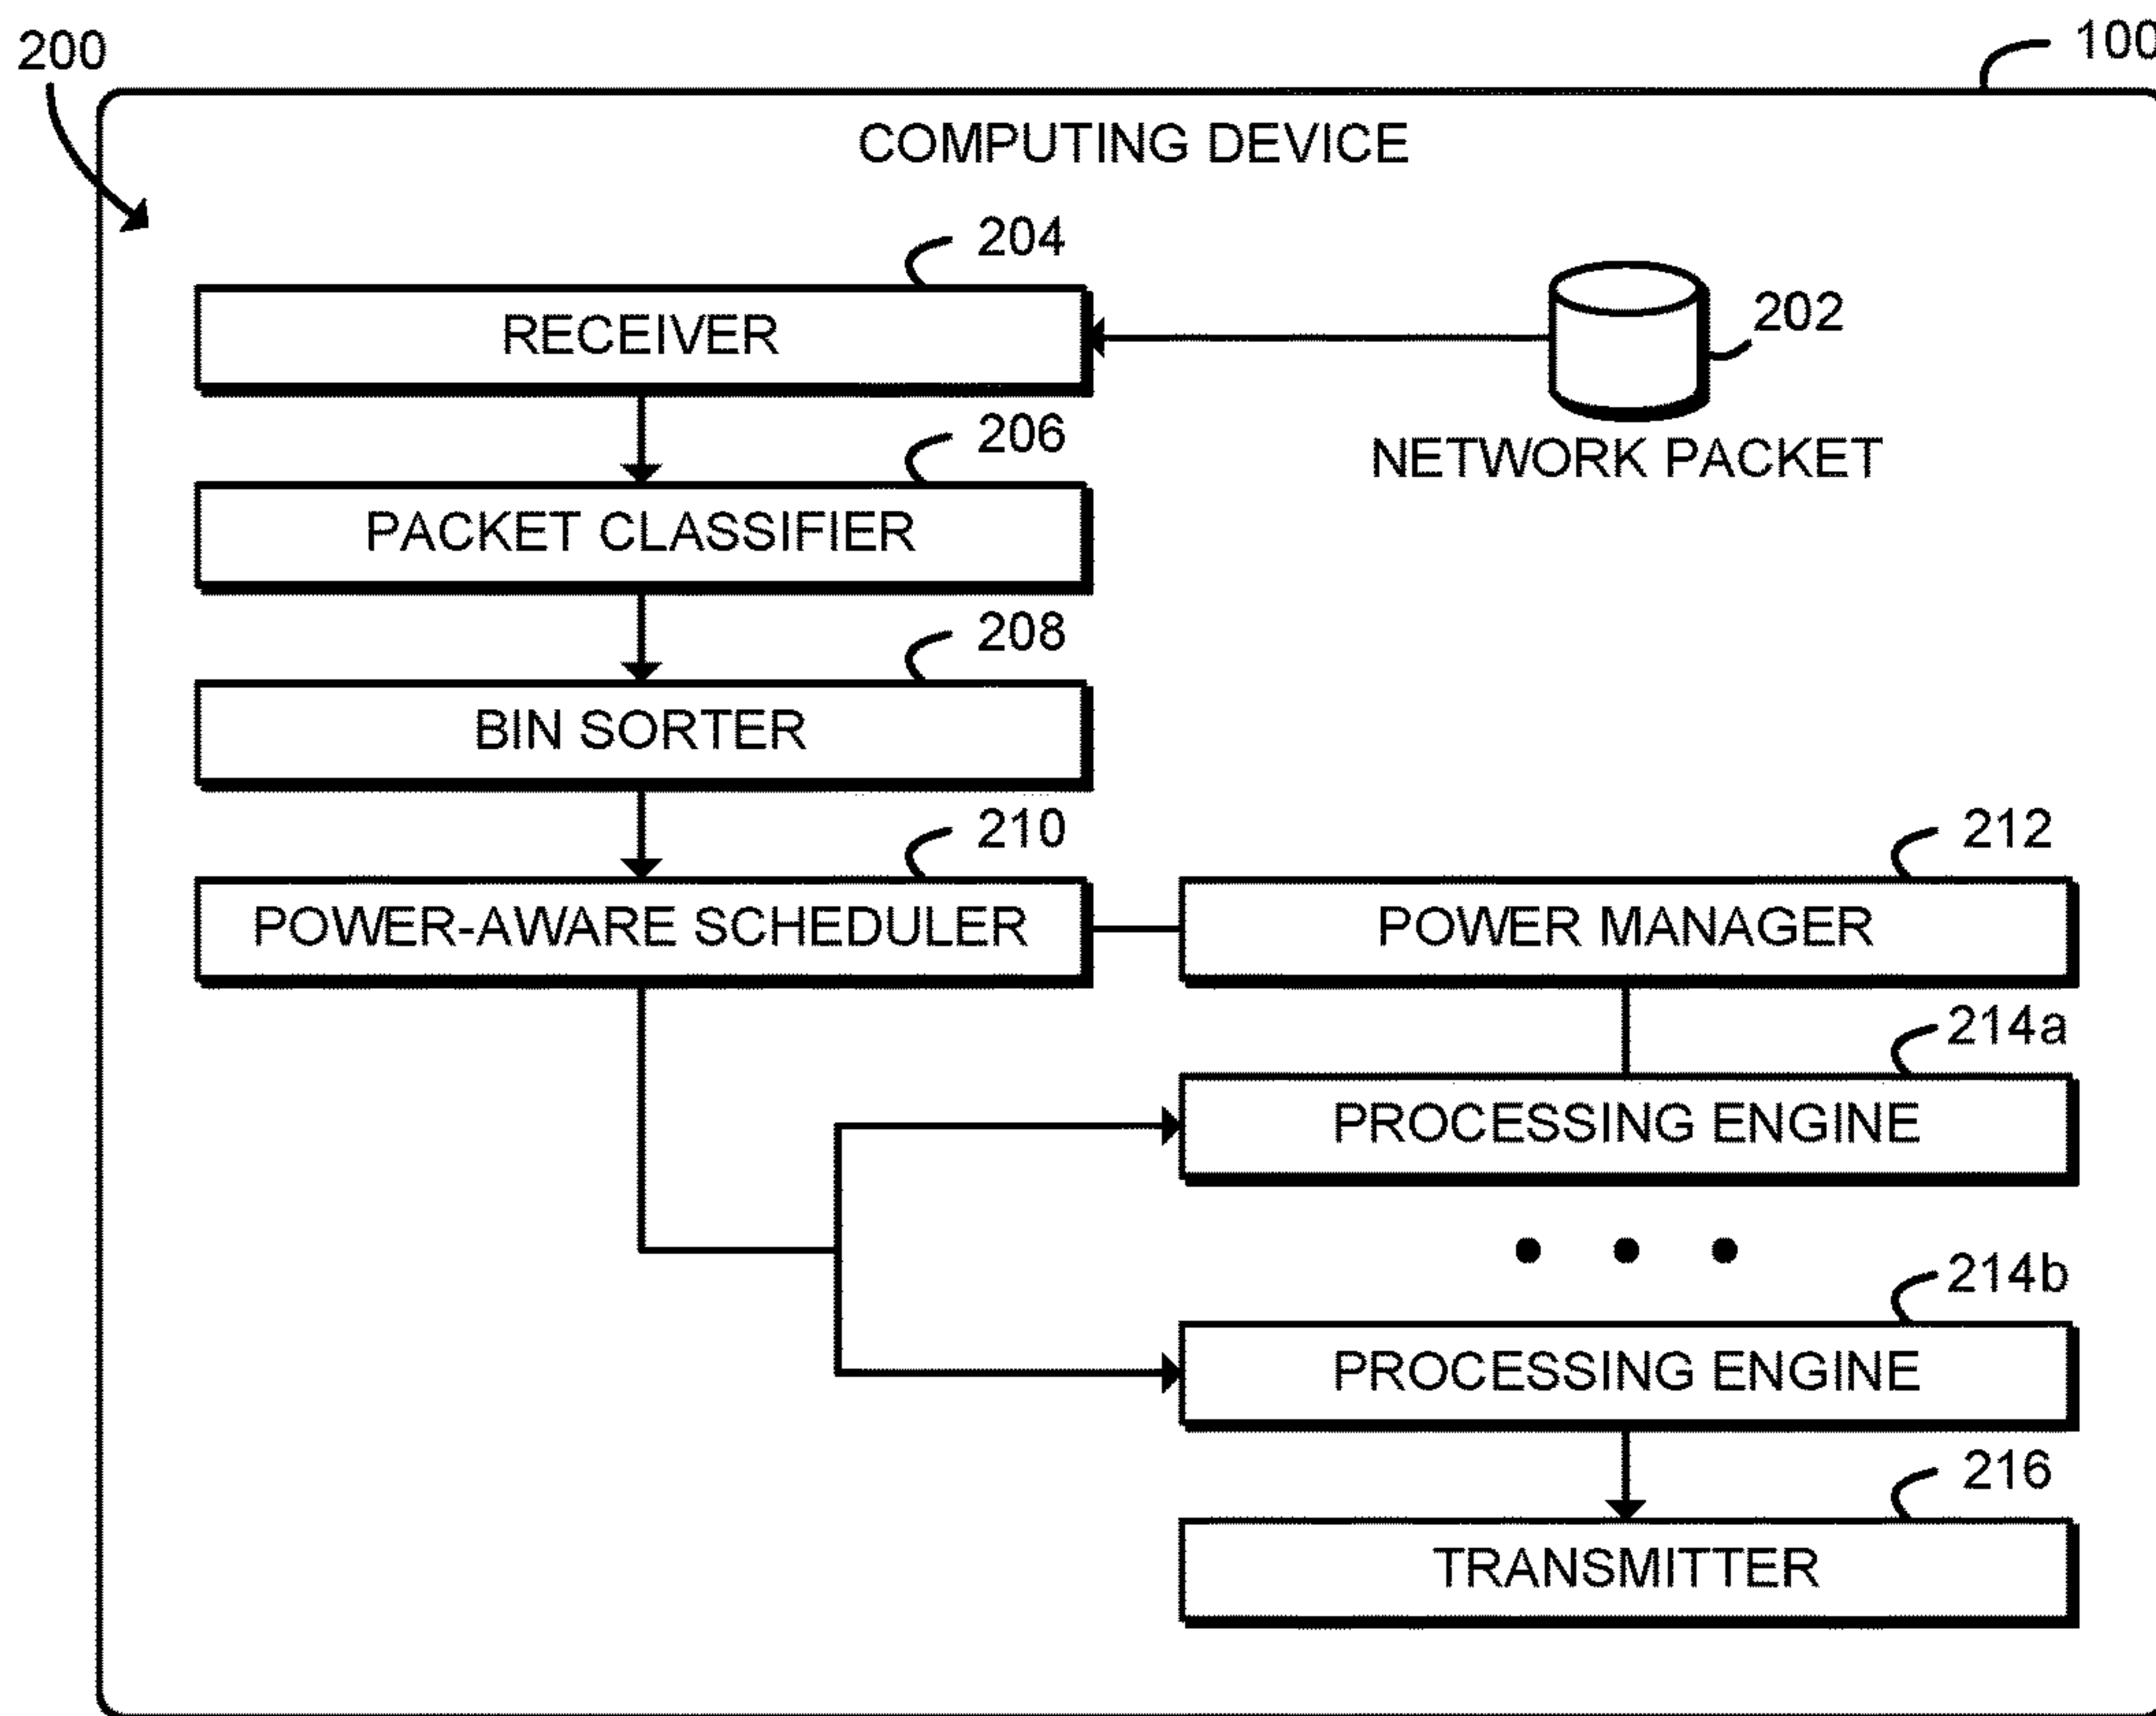 200
100
COMPUTING DEVICE
204
RECEIVER
202
NETWORK PACKET
206
PACKET CLASSIFIER
208
BIN SORTER
210
POWER-AWARE SCHEDULER
212
POWER MANAGER
214a
PROCESSING ENGINE
214b
PROCESSING ENGINE
216
TRANSMITTER